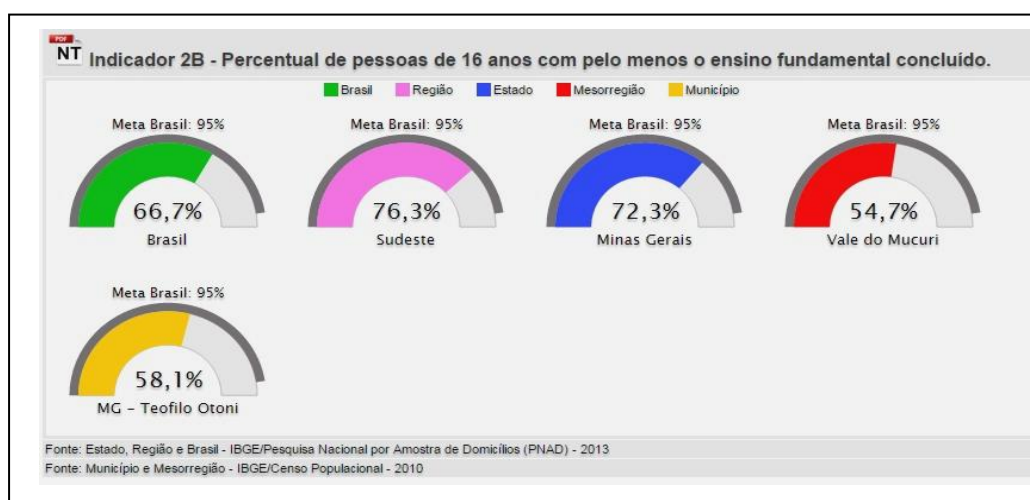 PDF
NT
Indicador 2B - Percentual de pessoas de 16 anos com pelo menos o ensino fundamental concluído.
Brasil Região Estado Mesorregião Município
Meta Brasil: 95% Meta Brasil: 95% Meta Brasil: 95% Meta Brasil: 95%
66,7% 76,3% 72,3% 54,7%
Brasil Sudeste Minas Gerais Vale do Mucuri
Meta Brasil: 95%
58,1%
MG - Teofilo Otoni
Fonte: Estado, Região e Brasil - IBGE/Pesquisa Nacional por Amostra de Domicílios (PNAD) - 2013
Fonte: Município e Mesorregião - IBGE/Censo Populacional - 2010